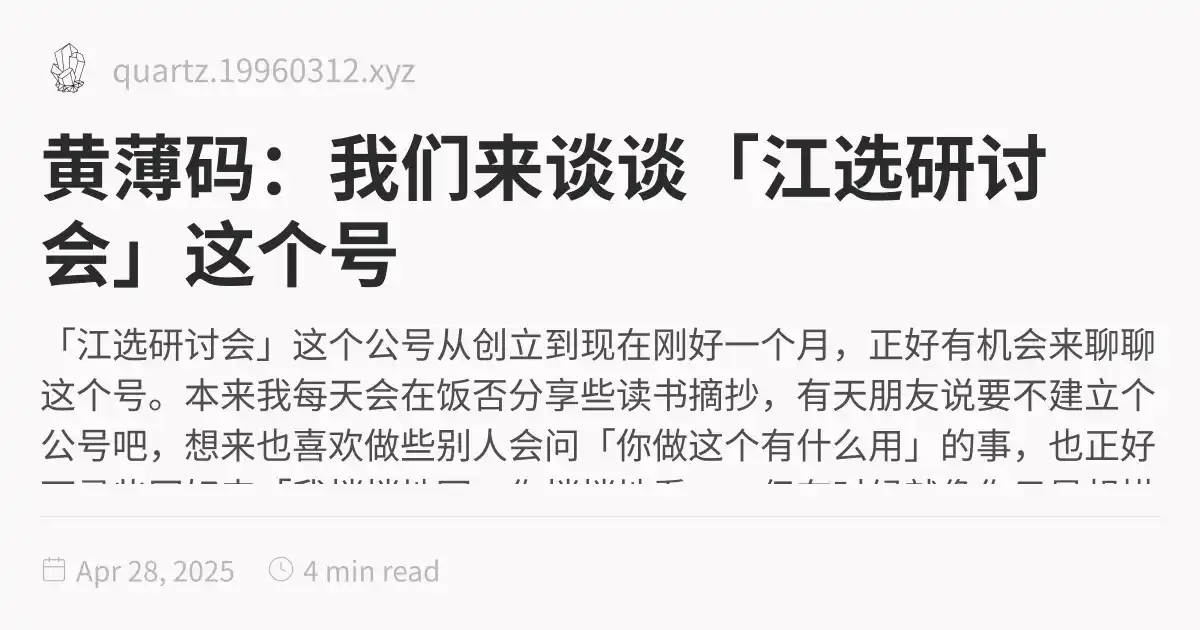 quartz.19960312.xyz
黄薄码：我们来谈谈「江选研讨
会」这个号
「江选研讨会」这个公号从创立到现在刚好一个月，正好有机会来聊聊
这个号。本来我每天会在饭否分享些读书摘抄，有天朋友说要不建立个
公号吧，想来也喜欢做些别人会问「你做这个有什么用」的事，也正好
Apr 28, 2025
4 min read